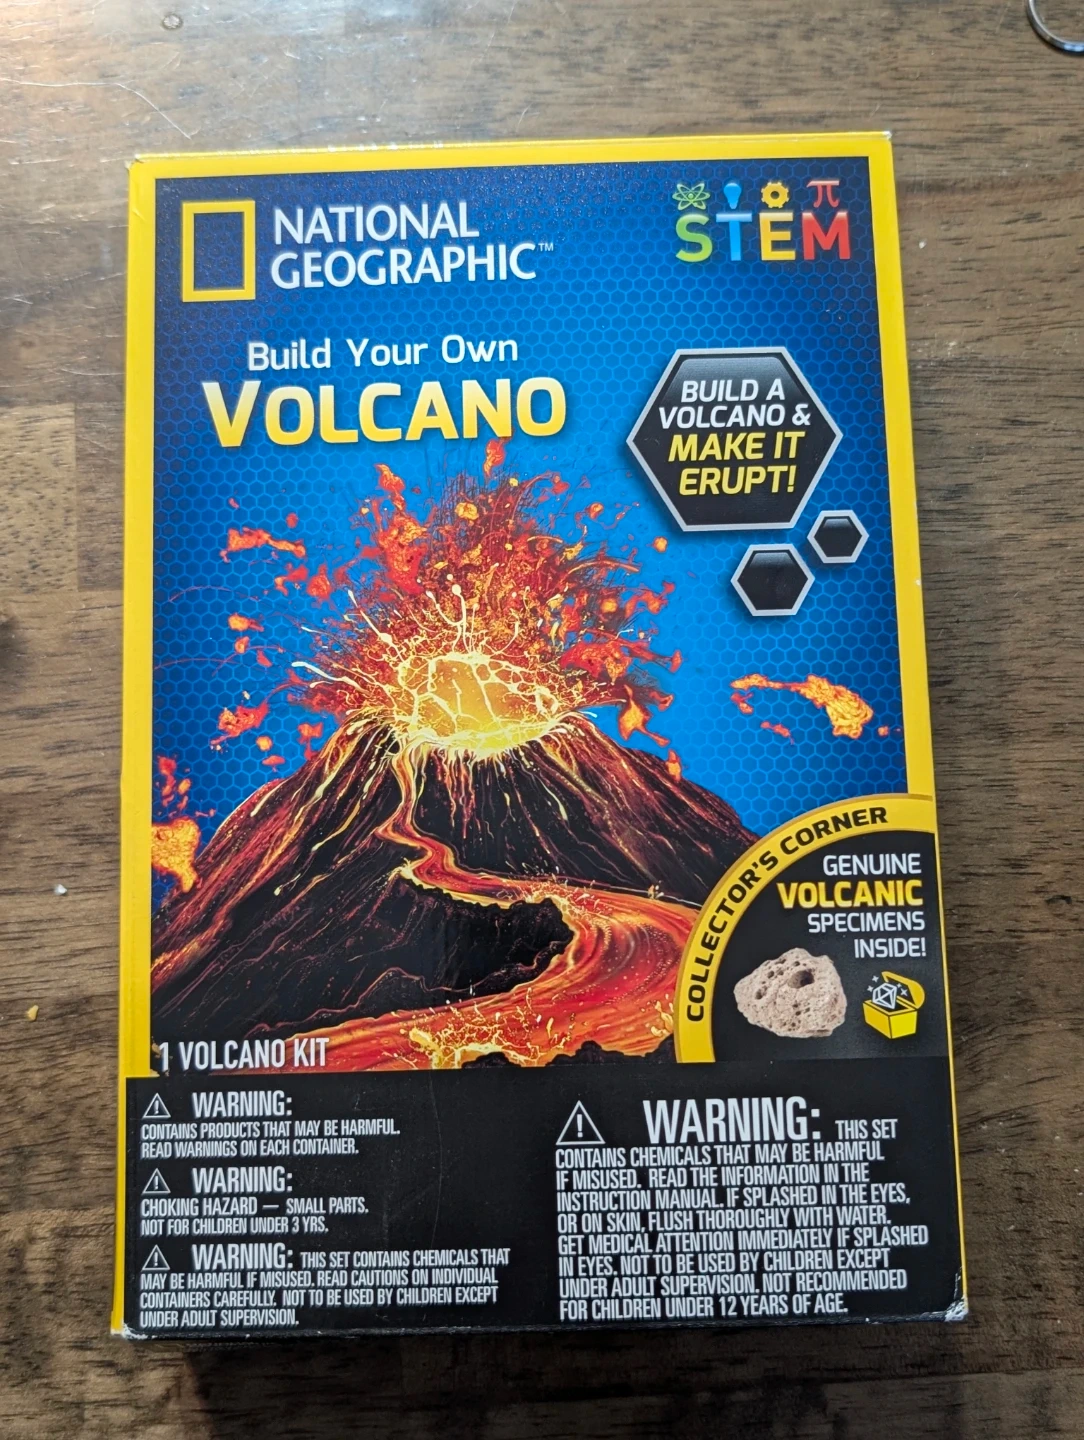 NATIONAL
GEOGRAPHIC™
STEM
Build Your Own
VOLCANO
BUILD A
VOLCANO &
MAKE IT
ERUPT!
COLLECTOR'S CORNER
GENUINE
VOLCANIC
SPECIMENS
INSIDE!
1 VOLCANO KIT
WARNING:
CONTAINS PRODUCTS THAT MAY BE HARMFUL.
READ WARNINGS ON EACH CONTAINER.
WARNING:
CHOKING HAZARD — SMALL PARTS.
NOT FOR CHILDREN UNDER 3 YRS.
WARNING: THIS SET CONTAINS CHEMICALS THAT
MAY BE HARMFUL IF MISUSED. READ CAUTIONS ON INDIVIDUAL
CONTAINERS CAREFULLY. NOT TO BE USED BY CHILDREN EXCEPT
UNDER ADULT SUPERVISION.
WARNING: THIS SET
CONTAINS CHEMICALS THAT MAY BE HARMFUL
IF MISUSED. READ THE INFORMATION IN THE
INSTRUCTION MANUAL. IF SPLASHED IN THE EYES,
OR ON SKIN, FLUSH THOROUGHLY WITH WATER.
GET MEDICAL ATTENTION IMMEDIATELY IF SPLASHED
IN EYES. NOT TO BE USED BY CHILDREN EXCEPT
UNDER ADULT SUPERVISION. NOT RECOMMENDED
FOR CHILDREN UNDER 12 YEARS OF AGE.